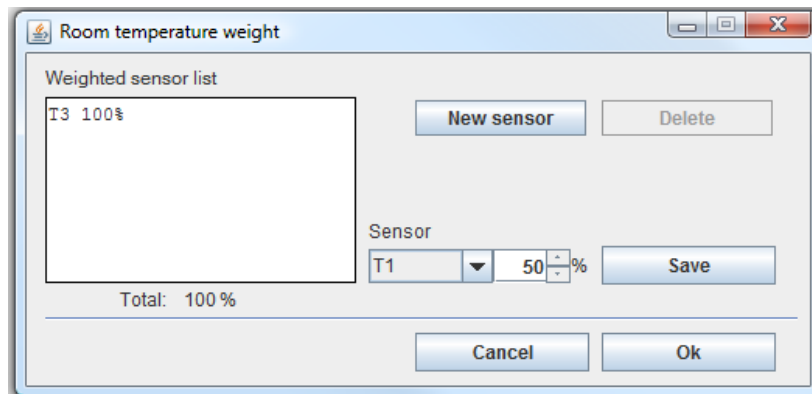 Room temperature weight
Weighted sensor list
T3 100%
New sensor
Delete
Sensor
T1
50
%
Save
Total: 100 %
Cancel
Ok